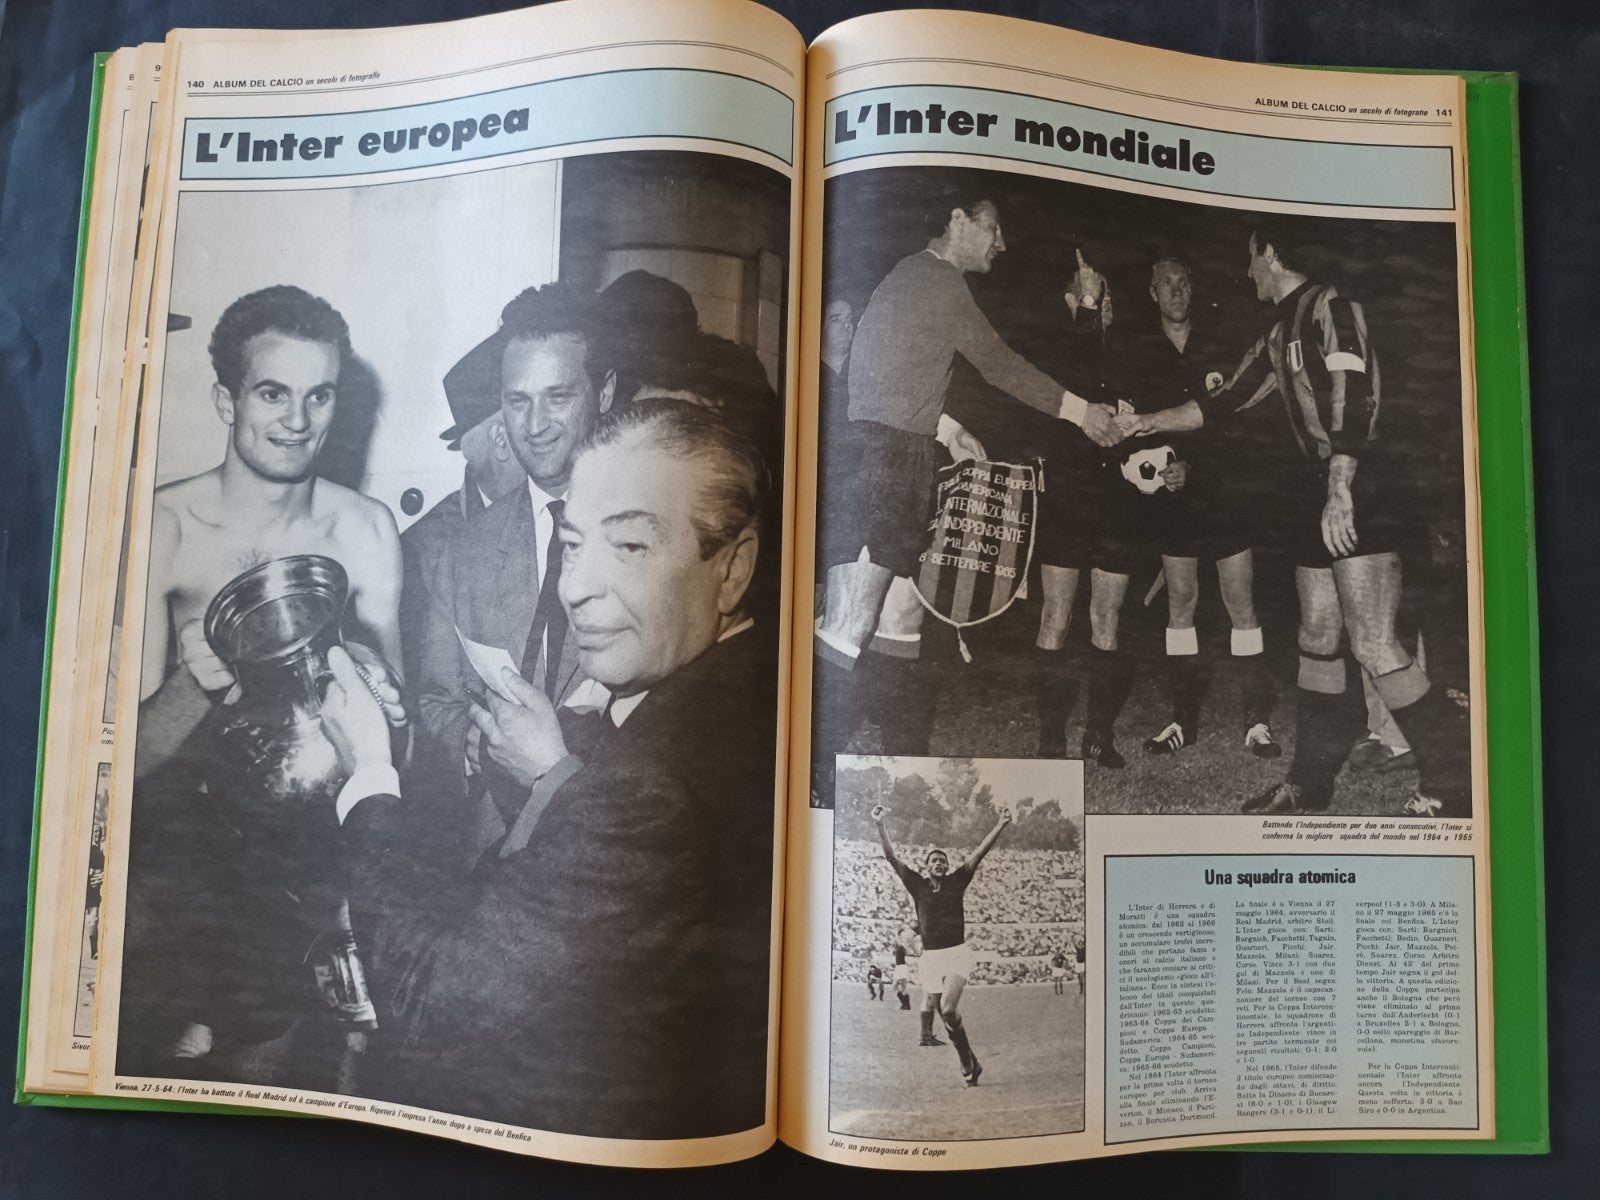 140 ALBUM DEL CALCIO un secolo di fotografie
L'Inter europea
Vienna, 27-5-64: l'Inter ha battuto il Real Madrid ed è campione d'Europa. Ripeterà l'impresa l'anno dopo a spese del Benfica
ALBUM DEL CALCIO un secolo di fotografie 141
L'Inter mondiale
COPPA EUROPEA
INTERNAZIONALE
INDEPENDIENTE
MILANO
8 SETTEMBRE 1965
Battendo l'Independiente per due anni consecutivi, l'Inter si
conferma la migliore squadra del mondo nel 1964 e 1965
Jair, un protagonista di Coppe
Una squadra atomica
L'Inter di Herrera e di
Moratti è una squadra
atomica: dal 1962 al 1966
è un crescendo vertiginoso,
un accumulare trofei incre-
dibili che portano fama e
onori al calcio italiano e
che faranno coniare ai criti-
ci il neologismo «gioco all'i-
taliana». Ecco in sintesi l'e-
lenco dei titoli conquistati
dall'Inter in questo qua-
driennio: 1962-63 scudetto;
1963-64 Coppa dei Cam-
pioni e Coppa Europa -
Sudamerica; 1964-65 scu-
detto, Coppa Campioni,
Coppa Europa - Sudameri-
ca; 1965-66 scudetto.
Nel 1964 l'Inter affronta
per la prima volta il torneo
europeo per club. Arriva
alla finale eliminando l'E-
verton, il Monaco, il Parti-
zan, il Borussia Dortmund.
La finale è a Vienna il 27
maggio 1964, avversario il
Real Madrid, arbitro Stoll.
L'Inter gioca con: Sarti;
Burgnich, Facchetti; Tagnin,
Guarneri, Picchi; Jair,
Mazzola, Milani, Suarez,
Corso. Vince 3-1 con due
gol di Mazzola e uno di
Milani. Per il Real segna
Felo. Mazzola è il capocan-
noniere del torneo con 7
reti. Per la Coppa Intercon-
tinentale, lo squadrone di
Herrera affronta l'argenti-
no Independiente: vince in
tre partite terminate coi
seguenti risultati: 0-1; 2-0
e 1-0.
Nel 1965, l'Inter difende
il titolo europeo comincian-
do dagli ottavi, di diritto.
Batte la Dinamo di Bucare-
st (6-0 e 1-0), i Glasgow
Rangers (3-1 e 0-1), il Li-
verpool (1-3 e 3-0). A Mila-
no il 27 maggio 1965 c'è la
finale col Benfica. L'Inter
gioca con: Sarti; Burgnich,
Facchetti; Bedin, Guarneri,
Picchi; Jair, Mazzola, Pei-
rò, Suarez, Corso. Arbitra
Dienst. Al 42' del primo
tempo Jair segna il gol del-
la vittoria. A questa edizio-
ne della Coppa partecipa
anche il Bologna che però
viene eliminato al primo
turno dall'Anderlecht (0-1
a Bruxelles 2-1 a Bologna,
0-0 nello spareggio di Bar-
cellona, monetina sfavore-
vole).
Per la Coppa Interconti-
nentale l'Inter affronta
ancora l'Independiente.
Questa volta la vittoria è
meno sofferta: 3-0 a San
Siro e 0-0 in Argentina.